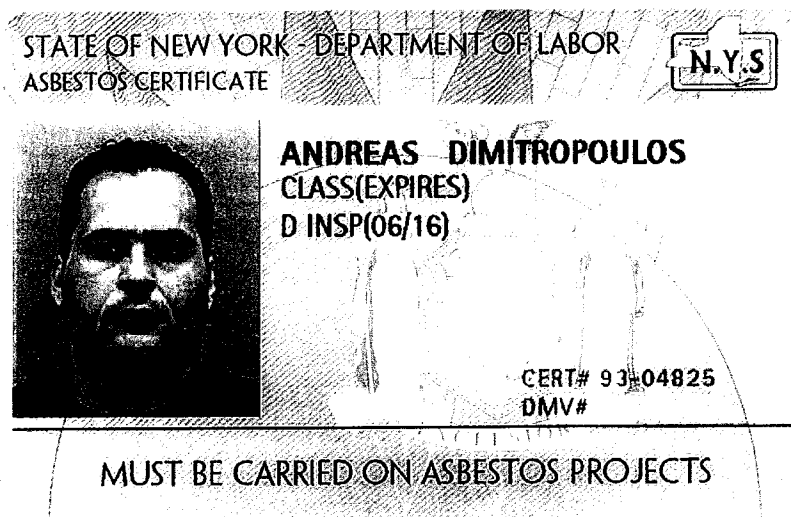 STATE OF NEW YORK - DEPARTMENT OF LABOR
ASBESTOS CERTIFICATE
N.Y.S
ANDREAS DIMITROPOULOS
CLASS(EXPIRES)
D INSP(06/16)
CERT# 93-04825
DMV#
MUST BE CARRIED ON ASBESTOS PROJECTS